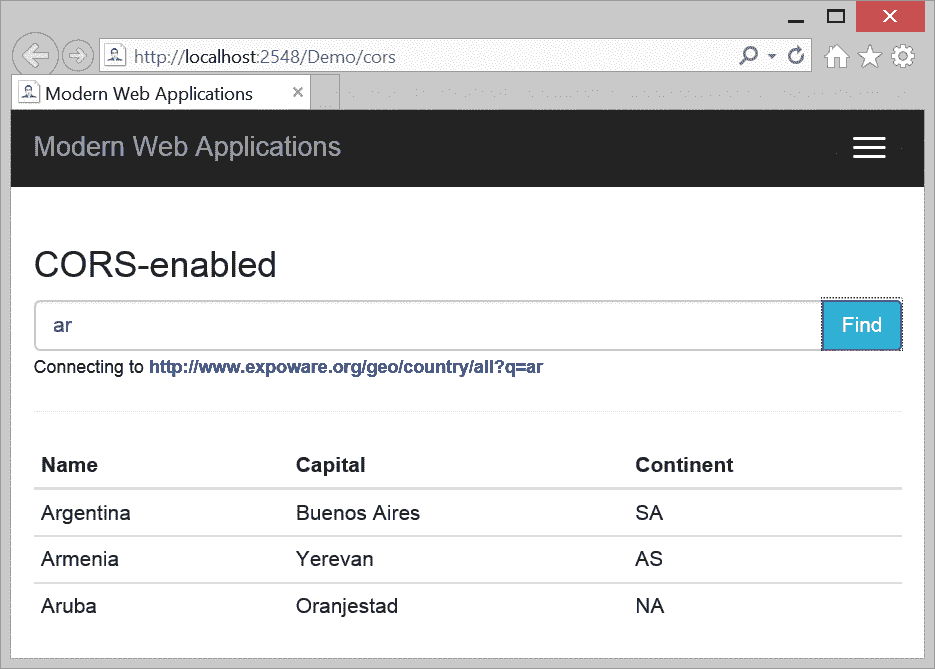 http://localhost:2548/Demo/cors
Modern Web Applications
Modern Web Applications
CORS-enabled
ar Find
Connecting to http://www.expoware.org/geo/country/all?q=ar
Name Capital Continent
Argentina Buenos Aires SA
Armenia Yerevan AS
Aruba Oranjestad NA